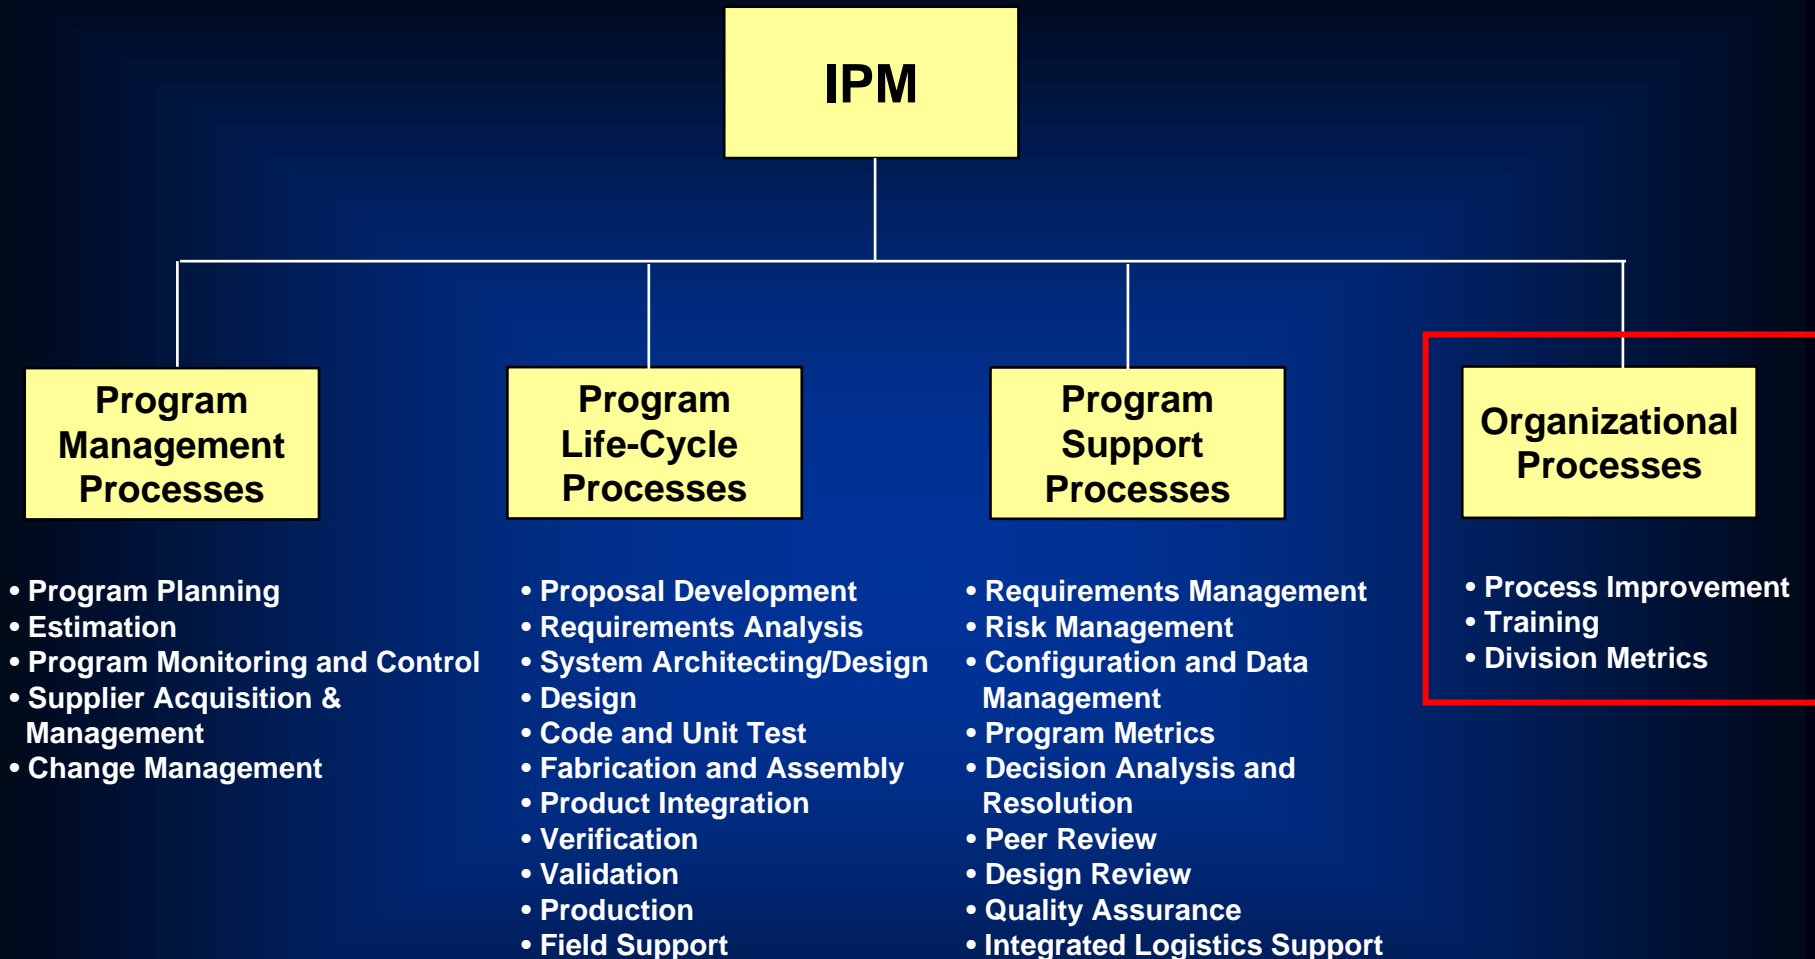 IPM
Program
Management
Processes
• Program Planning
• Estimation
• Program Monitoring and Control
• Supplier Acquisition &
Management
• Change Management
Program
Life-Cycle
Processes
• Proposal Development
• Requirements Analysis
• System Architecting/Design
• Design
• Code and Unit Test
• Fabrication and Assembly
• Product Integration
• Verification
• Validation
• Production
• Field Support
Program
Support
Processes
• Requirements Management
• Risk Management
• Configuration and Data
Management
• Program Metrics
• Decision Analysis and
Resolution
• Peer Review
• Design Review
• Quality Assurance
• Integrated Logistics Support
Organizational
Processes
• Process Improvement
• Training
• Division Metrics